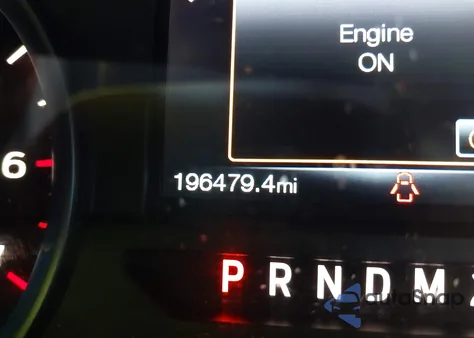 Engine
ON
6
196479.4mi
P R N D M
autoSnap